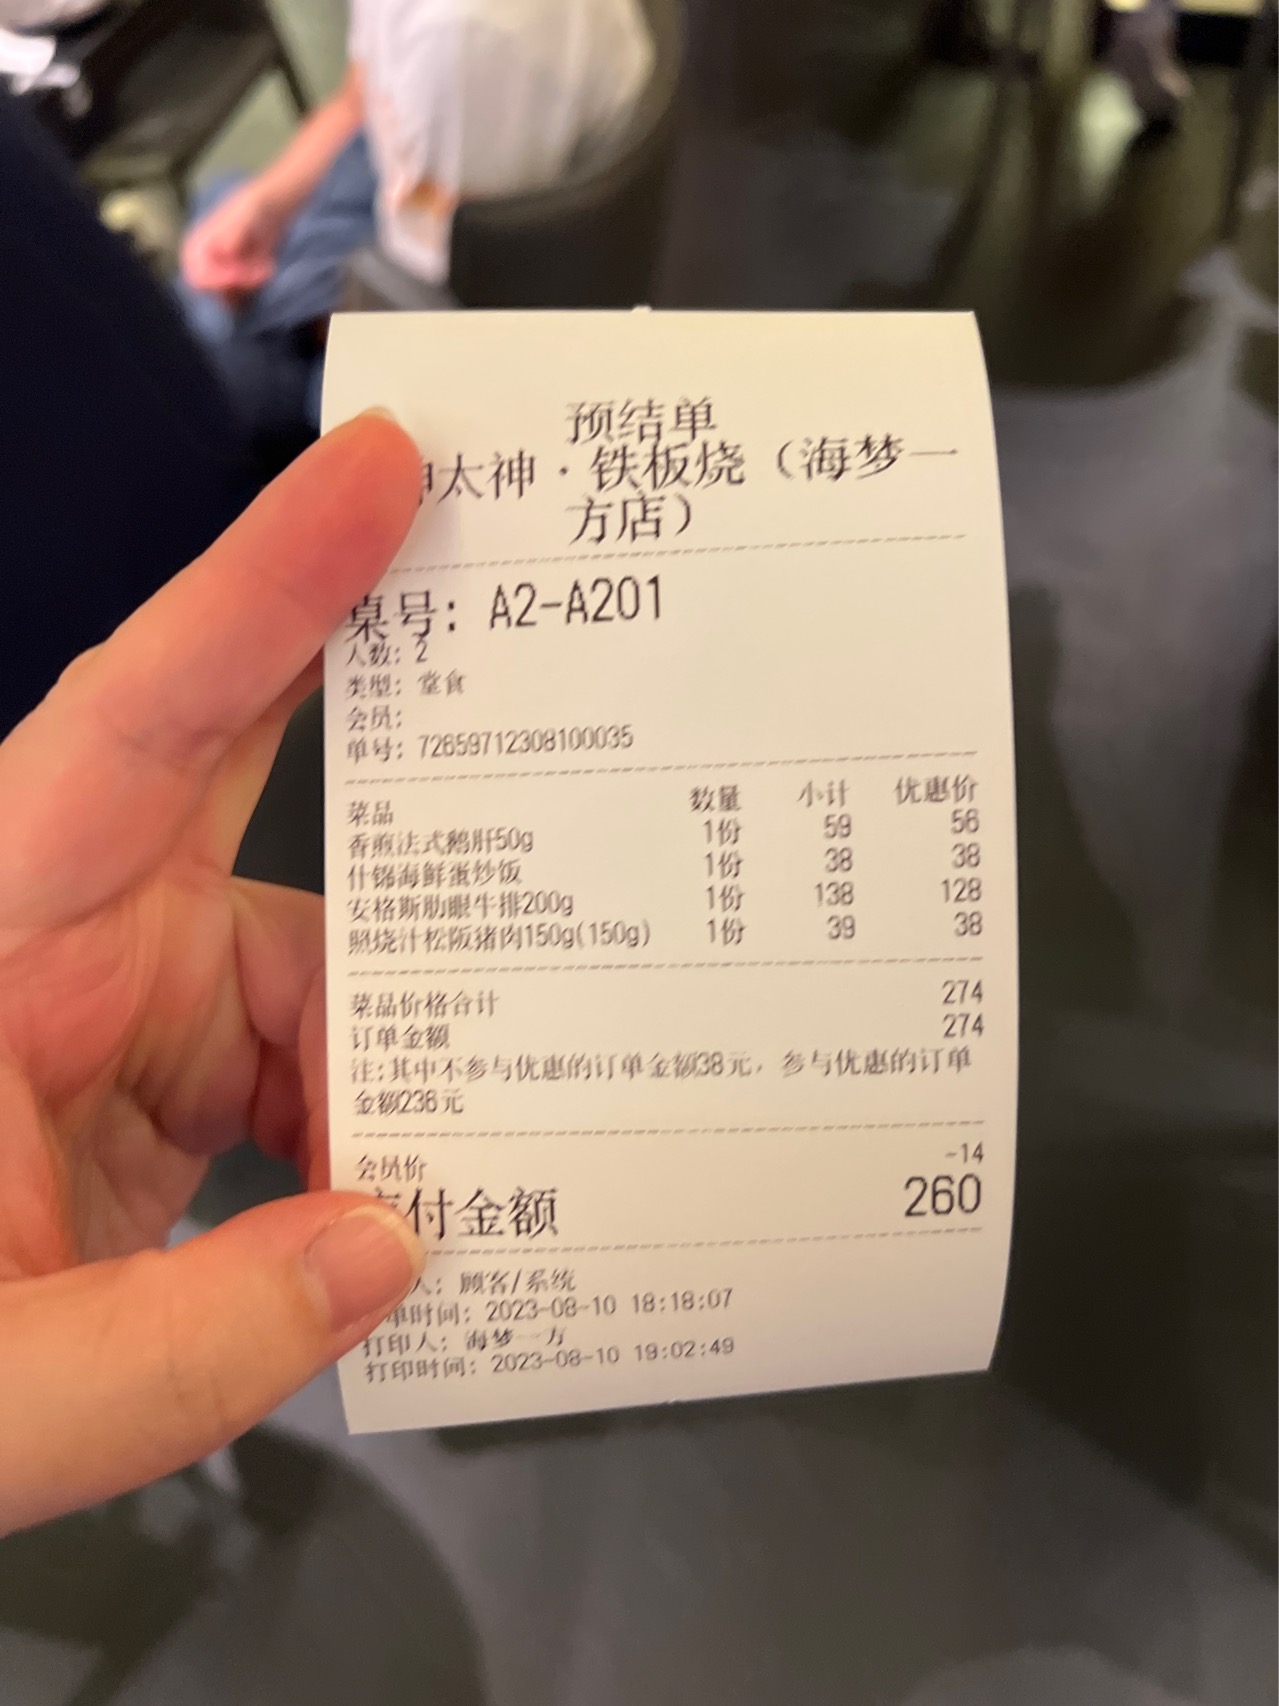 预结单
太神·铁板烧（海梦一
方店）
桌号: A2-A201
人数: 2
类型: 堂食
会员:
单号: 72659712308100035
菜品 数量 小计 优惠价
香煎法式鹅肝50g 1份 59 56
什锦海鲜蛋炒饭 1份 38 38
安格斯肋眼牛排200g 1份 138 128
照烧汁松阪猪肉150g(150g) 1份 39 38
菜品价格合计 274
订单金额 274
注:其中不参与优惠的订单金额38元，参与优惠的订单
金额236元
会员价 -14
付金额 260
人: 顾客/系统
单时间: 2023-08-10 18:18:07
打印人: 海梦一方
打印时间: 2023-08-10 19:02:49